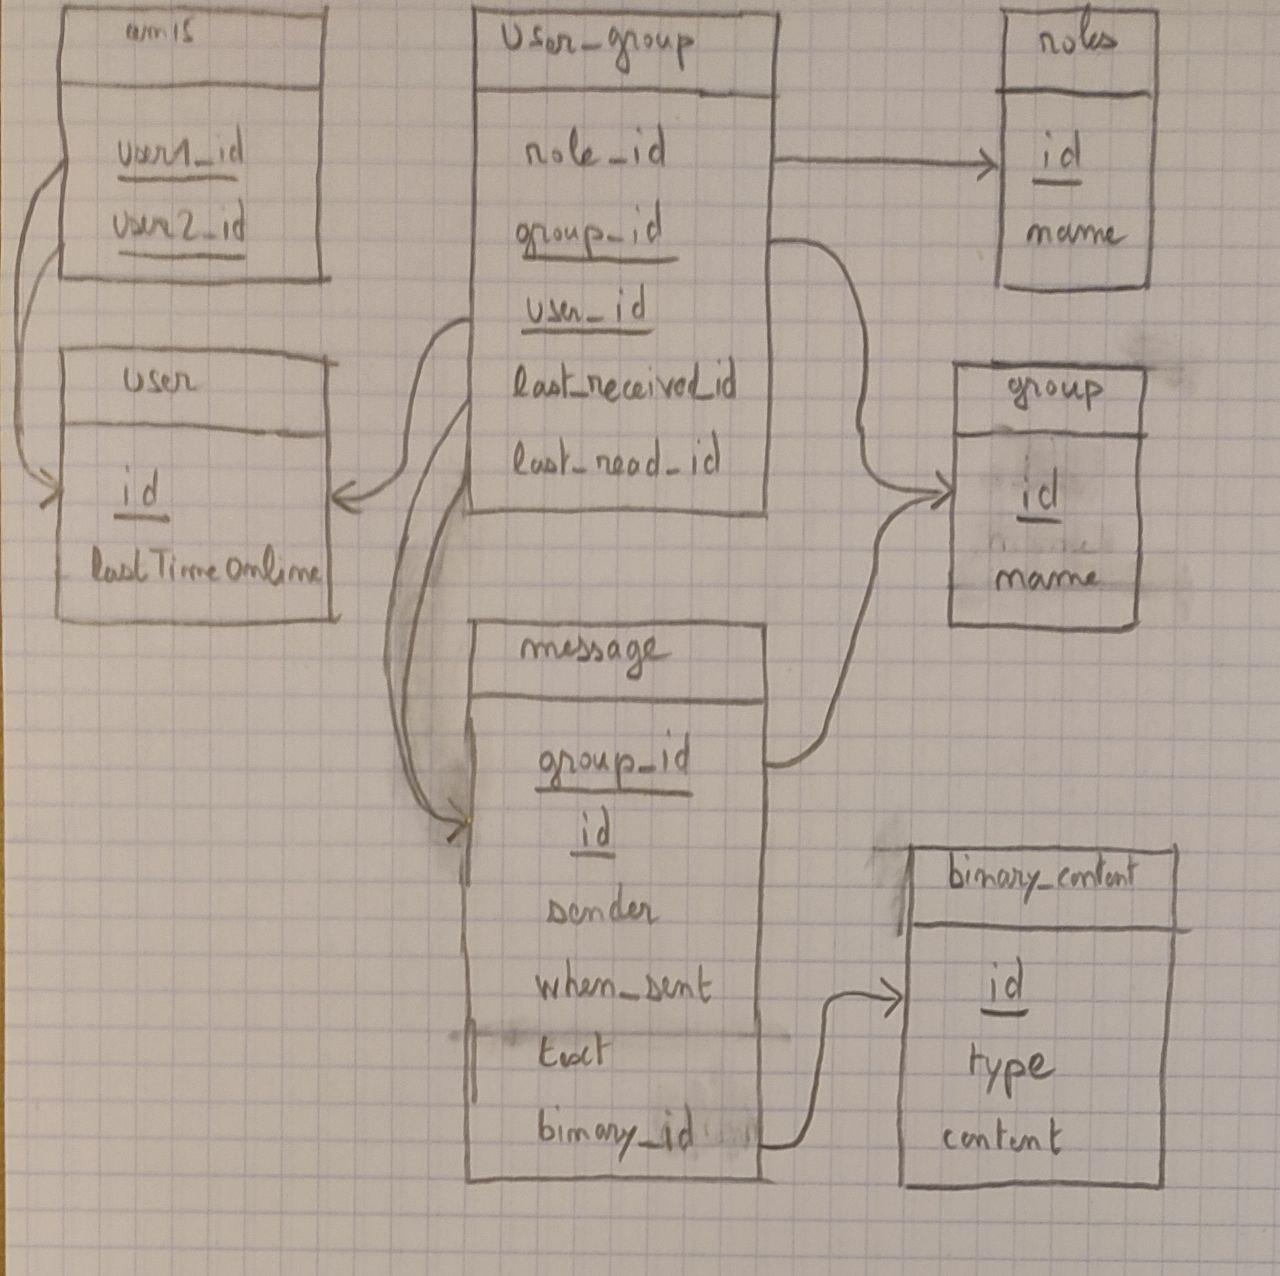 amis
user1_id
user2_id
user
id
lastTimeOnline
user_group
role_id
group_id
user_id
last_received_id
last_read_id
message
group_id
id
sender
when_sent
text
binary_id
roles
id
name
group
id
name
binary_content
id
type
content